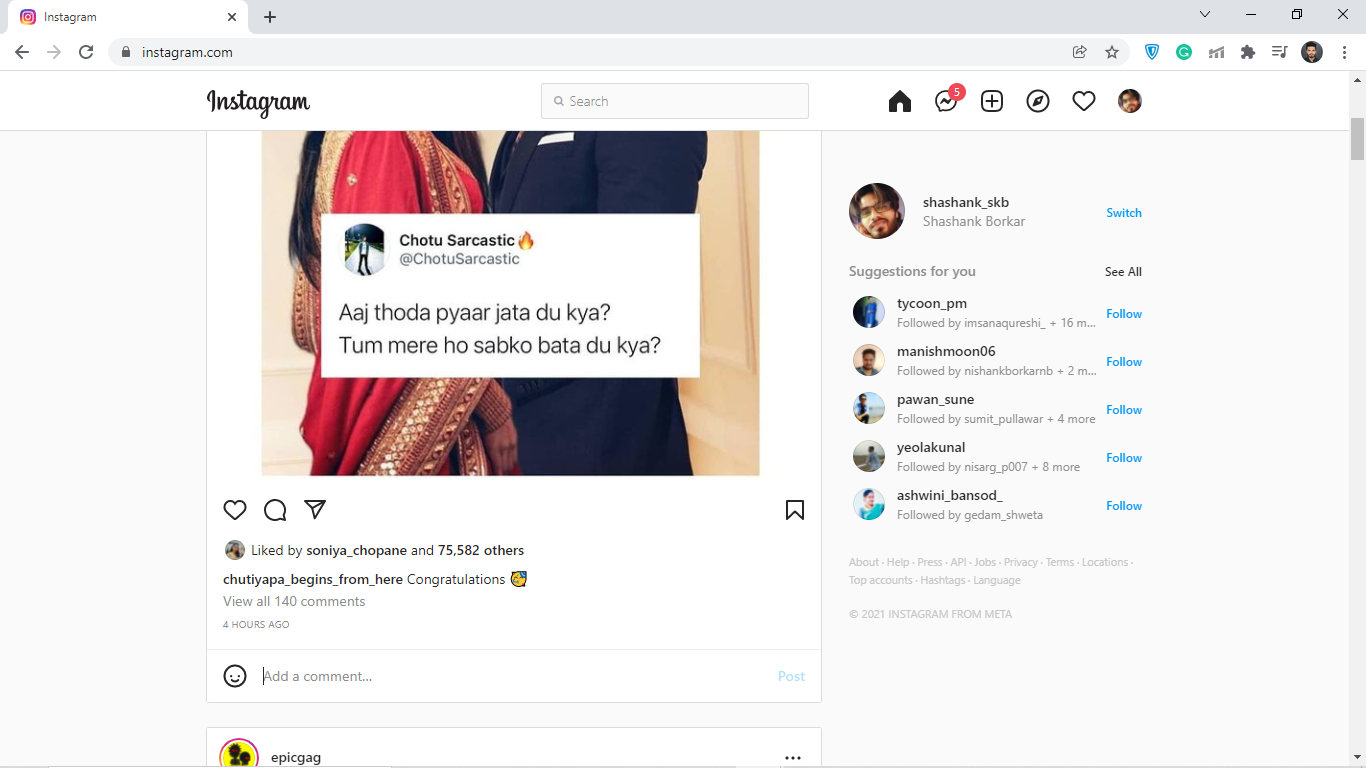 Instagram
instagram.com
Instagram
Search
5
Chotu Sarcastic🔥
@ChotuSarcastic
Aaj thoda pyaar jata du kya?
Tum mere ho sabko bata du kya?
Liked by soniya_chopane and 75,582 others
chutiyapa_begins_from_here Congratulations 🥳
View all 140 comments
4 HOURS AGO
Add a comment...
Post
epicgag
shashank_skb
Shashank Borkar
Switch
Suggestions for you
See All
tycoon_pm
Followed by imsanaqureshi_ + 16 m...
Follow
manishmoon06
Followed by nishankborkarnb + 2 m...
Follow
pawan_sune
Followed by sumit_pullawar + 4 more
Follow
yeolakunal
Followed by nisarg_p007 + 8 more
Follow
ashwini_bansod_
Followed by gedam_shweta
Follow
About · Help · Press · API · Jobs · Privacy · Terms · Locations ·
Top accounts · Hashtags · Language
© 2021 INSTAGRAM FROM META